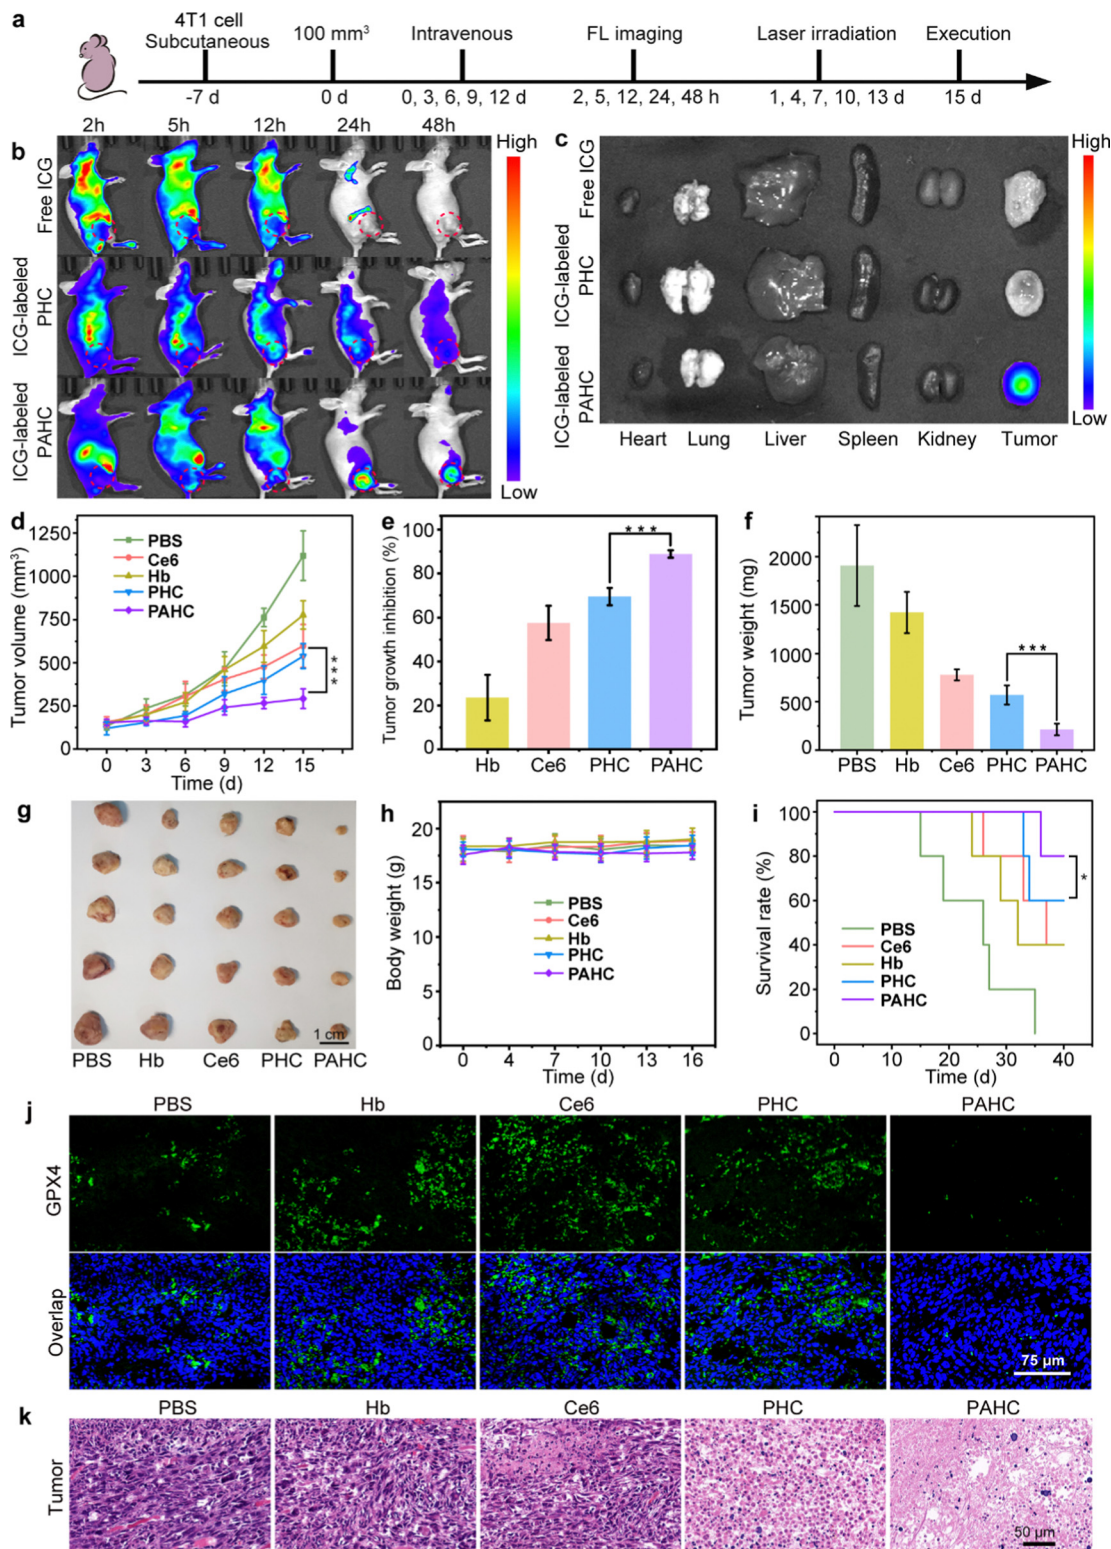 a
4T1 cell
Subcutaneous
100 mm³
Intravenous
FL imaging
Laser irradiation
Execution
-7 d
0 d
0, 3, 6, 9, 12 d
2, 5, 12, 24, 48 h
1, 4, 7, 10, 13 d
15 d
b
2h 5h 12h 24h 48h
Free ICG
ICG-labeled
PHC
ICG-labeled
PAHC
High
Low
c
Free ICG
ICG-labeled
PHC
ICG-labeled
PAHC
Heart Lung Liver Spleen Kidney Tumor
High
Low
d
Tumor volume (mm³)
1250
1000
750
500
250
0
PBS
Ce6
Hb
PHC
PAHC
***
0 3 6 9 12 15
Time (d)
e
Tumor growth inhibition (%)
100
80
60
40
20
0
***
Hb Ce6 PHC PAHC
f
Tumor weight (mg)
2000
1500
1000
500
0
***
PBS Hb Ce6 PHC PAHC
g
1 cm
PBS Hb Ce6 PHC PAHC
h
Body weight (g)
20
18
15
12
9
6
3
0
PBS
Ce6
Hb
PHC
PAHC
0 4 7 10 13 16
Time (d)
i
Survival rate (%)
100
80
60
40
20
0
PBS
Ce6
Hb
PHC
PAHC
*
0 10 20 30 40
Time (d)
j
PBS Hb Ce6 PHC PAHC
GPX4
Overlap
75 μm
k
PBS Hb Ce6 PHC PAHC
Tumor
50 μm